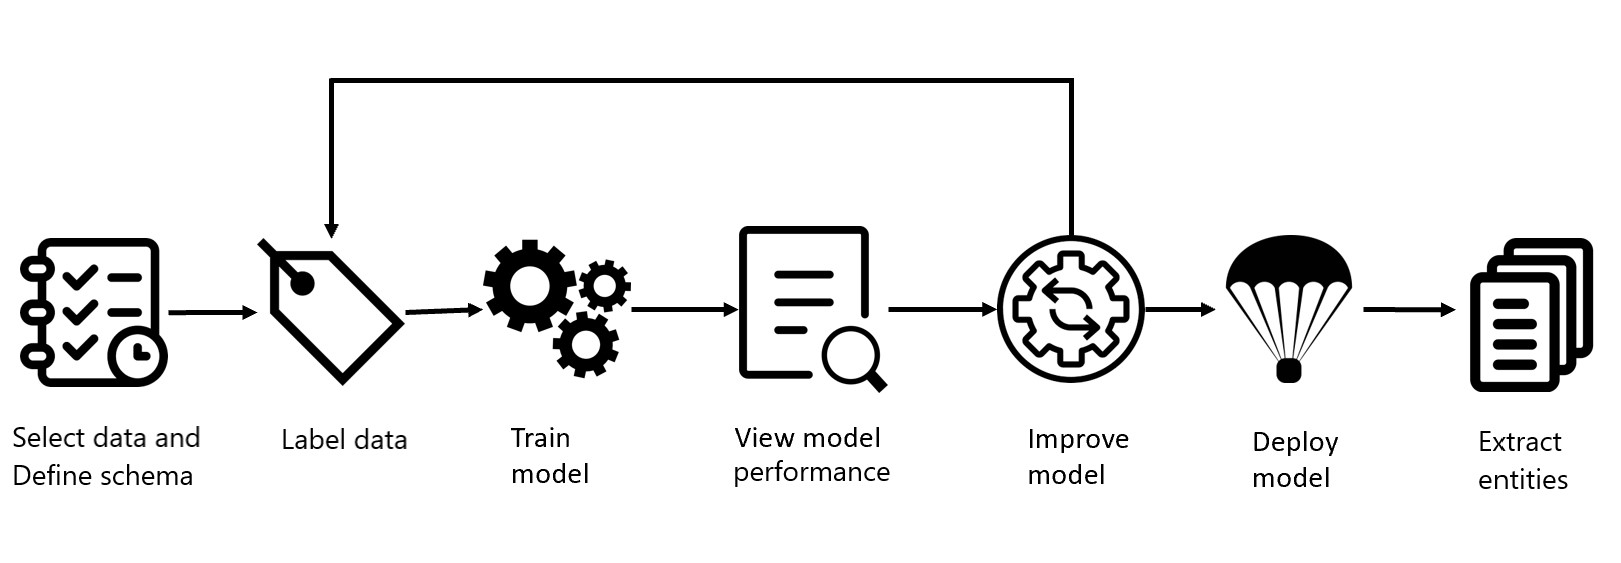 Select data and
Define schema
Label data
Train
model
View model
performance
Improve
model
Deploy
model
Extract
entities